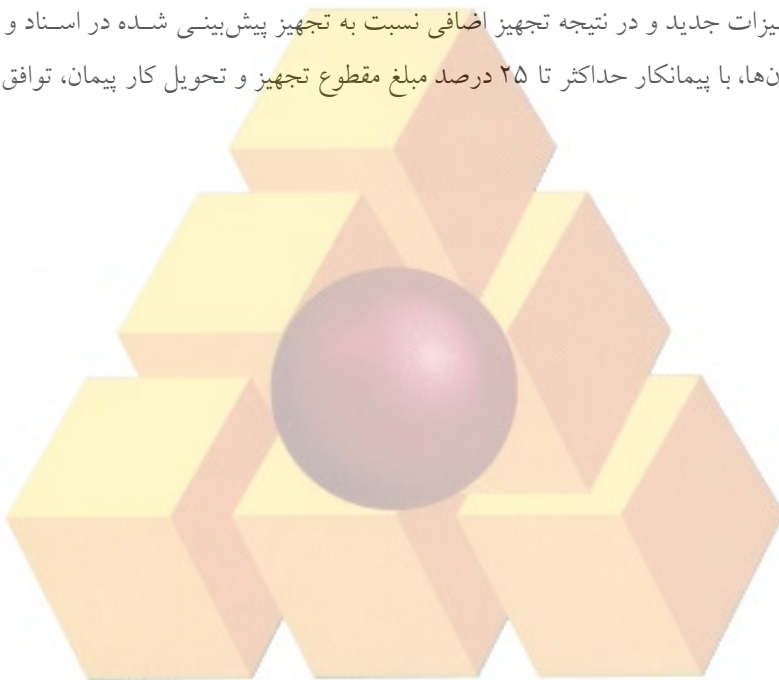 یزات جدید و در نتیجه تجهیز اضافی نسبت به تجهیز پیش‌بینی شده در اسناد و
ن‌ها، با پیمانکار حداکثر تا ۲۵ درصد مبلغ مقطوع تجهیز و تحویل کار پیمان، توافق